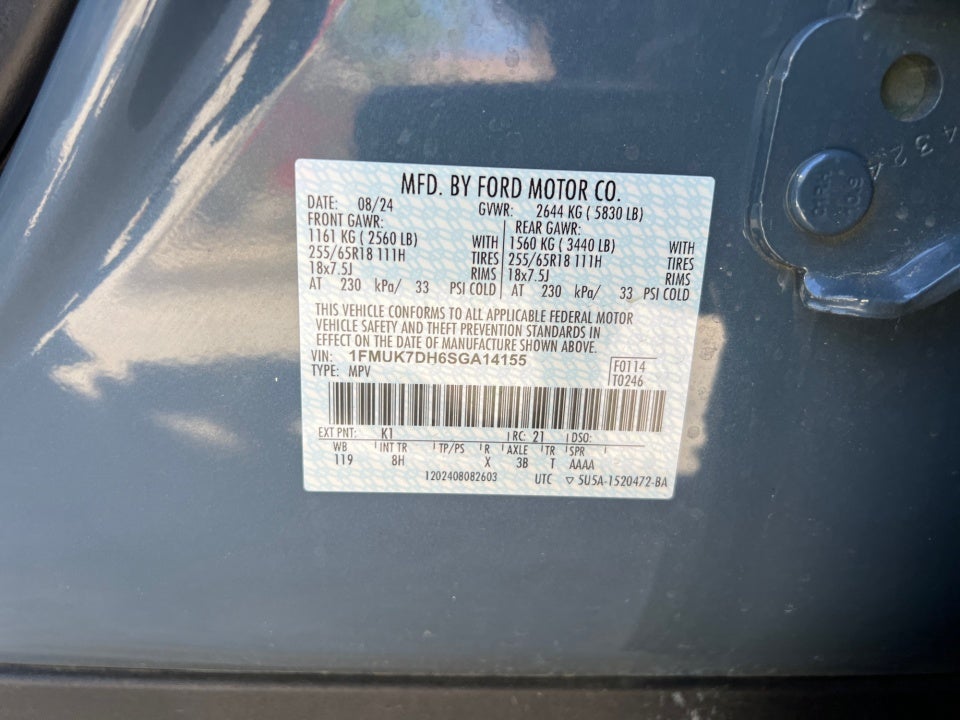 MFD. BY FORD MOTOR CO.
DATE: 08/24 GVWR: 2644 KG ( 5830 LB)
FRONT GAWR: REAR GAWR:
1161 KG ( 2560 LB) WITH 1560 KG ( 3440 LB) WITH
255/65R18 111H TIRES 255/65R18 111H TIRES
18x7.5J RIMS 18x7.5J RIMS
AT 230 kPa/ 33 PSI COLD AT 230 kPa/ 33 PSI COLD
THIS VEHICLE CONFORMS TO ALL APPLICABLE FEDERAL MOTOR
VEHICLE SAFETY AND THEFT PREVENTION STANDARDS IN
EFFECT ON THE DATE OF MANUFACTURE SHOWN ABOVE.
VIN: 1FMUK7DH6SGA14155 F0114
TYPE: MPV T0246
EXT PNT: K1 RC: 21 DSO:
WB INT TR TP/PS R AXLE TR SPR
119 8H X 3B T AAAA
1202408082603 UTC ▽ 5U5A-1520472-BA